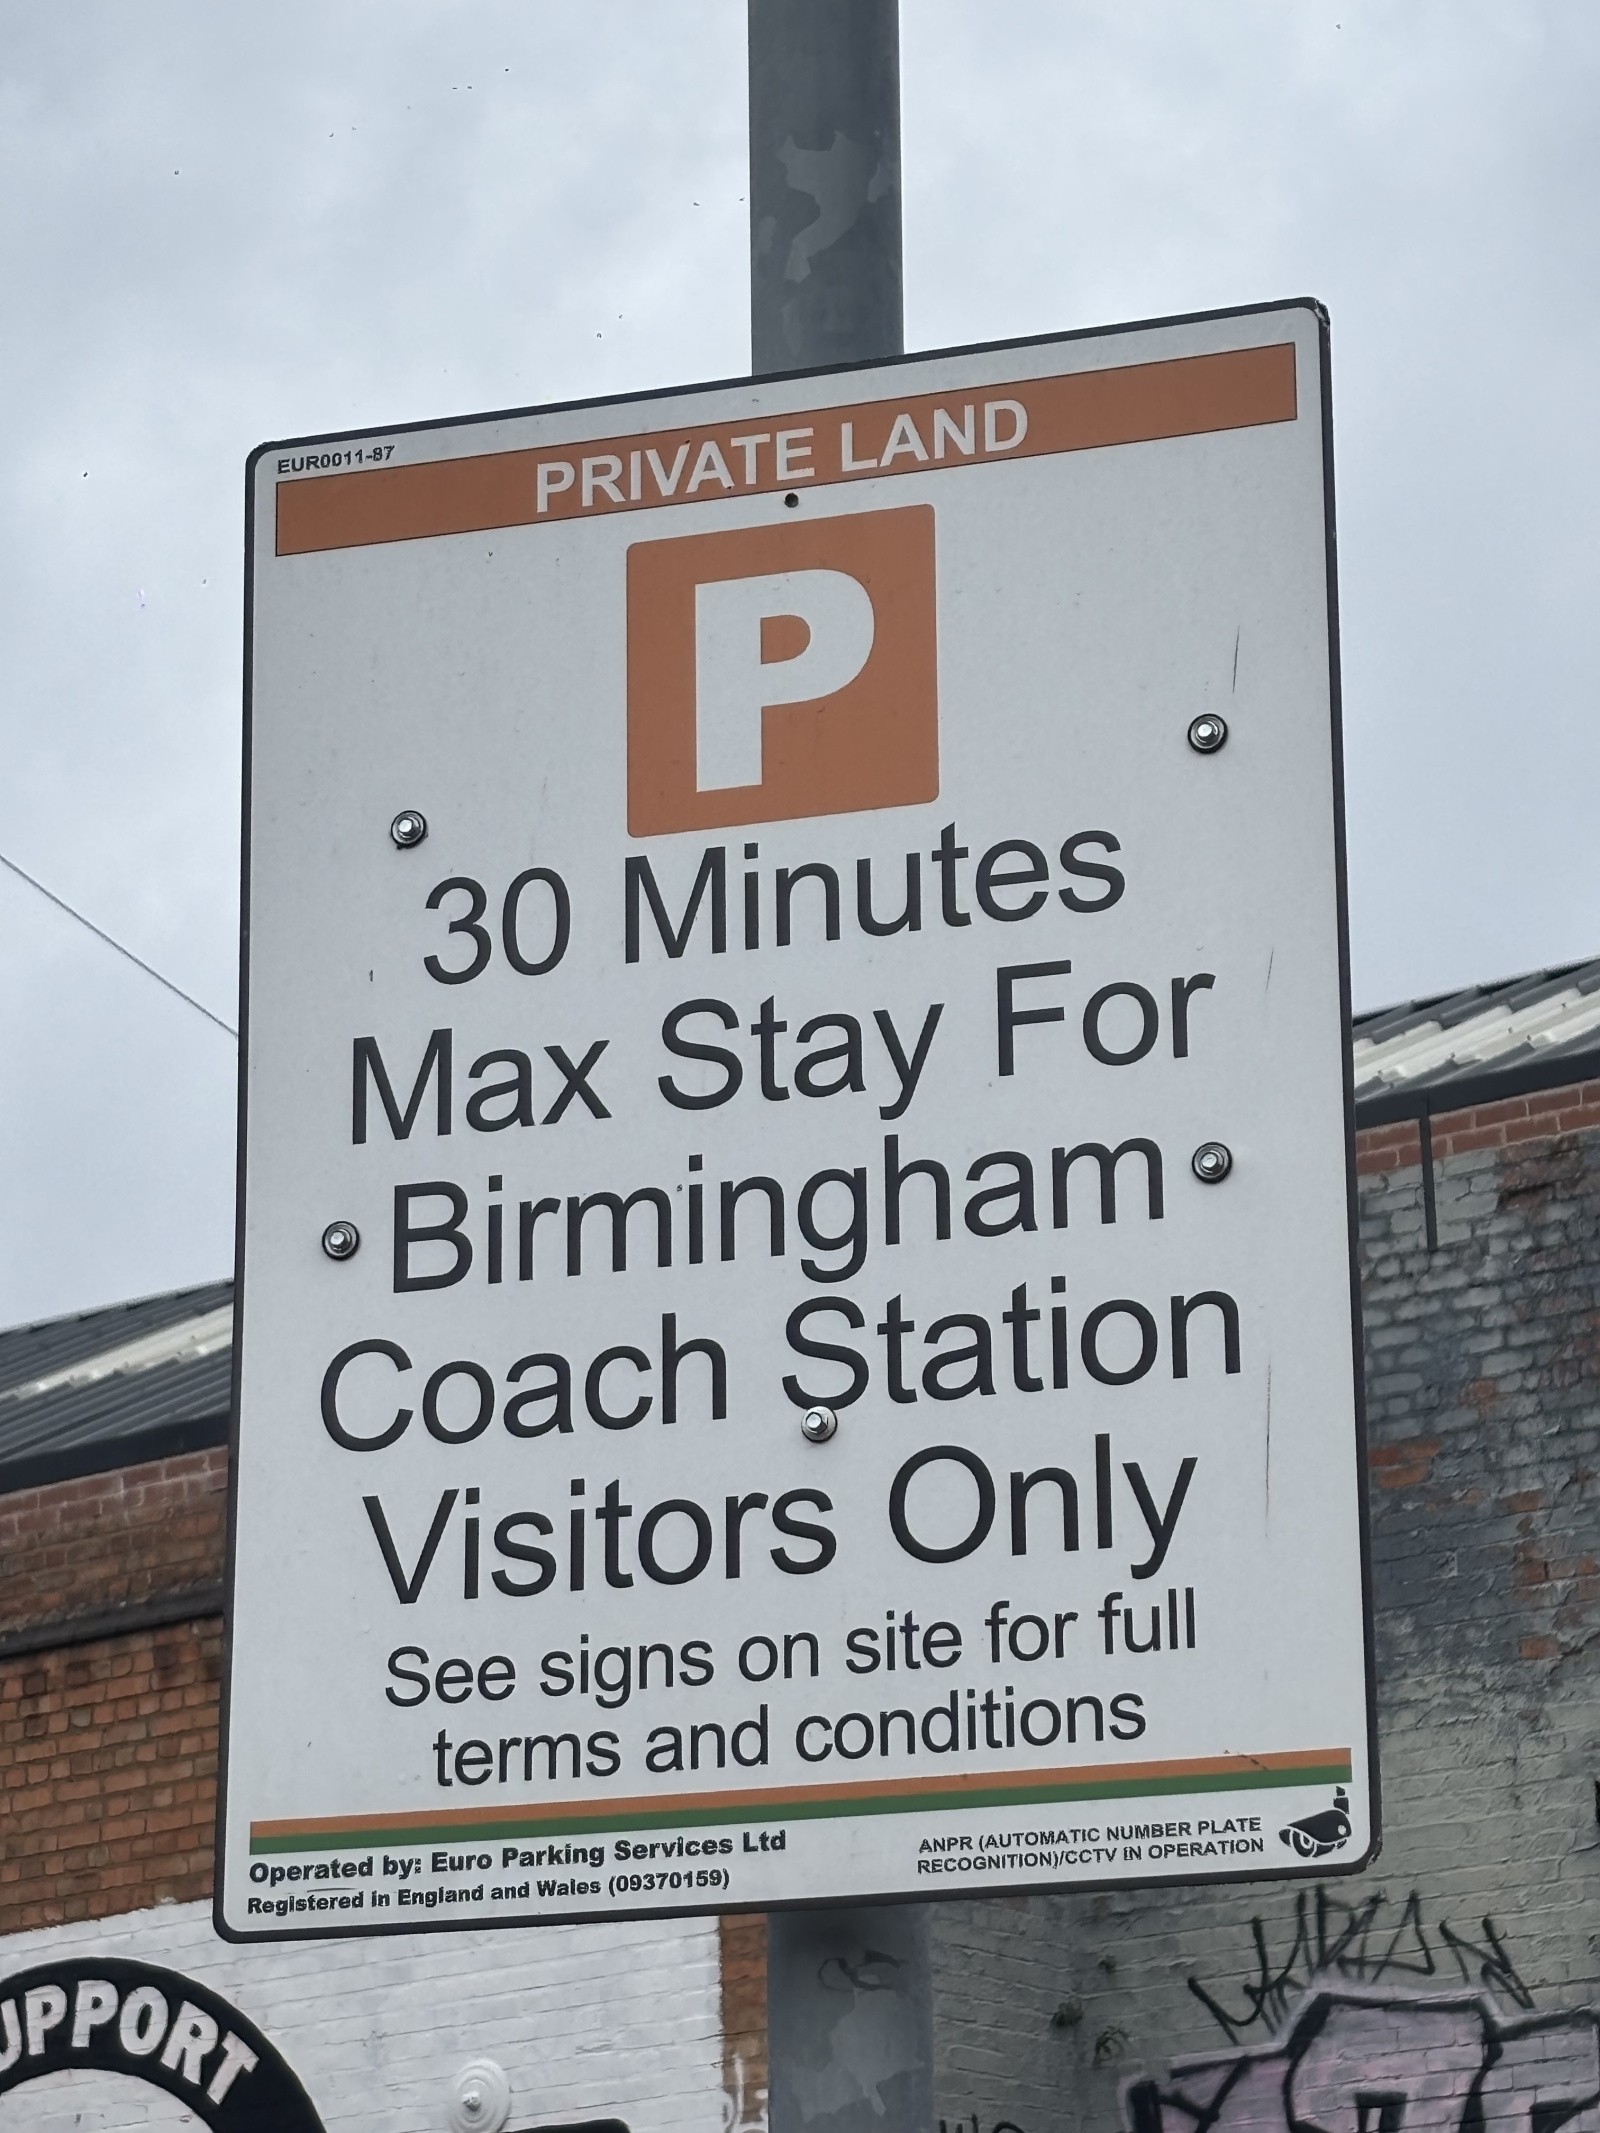 EUR0011-87
PRIVATE LAND
P
30 Minutes
Max Stay For
Birmingham
Coach Station
Visitors Only
See signs on site for full
terms and conditions
Operated by: Euro Parking Services Ltd
Registered in England and Wales (09370159)
ANPR (AUTOMATIC NUMBER PLATE
RECOGNITION)/CCTV IN OPERATION
UPPORT